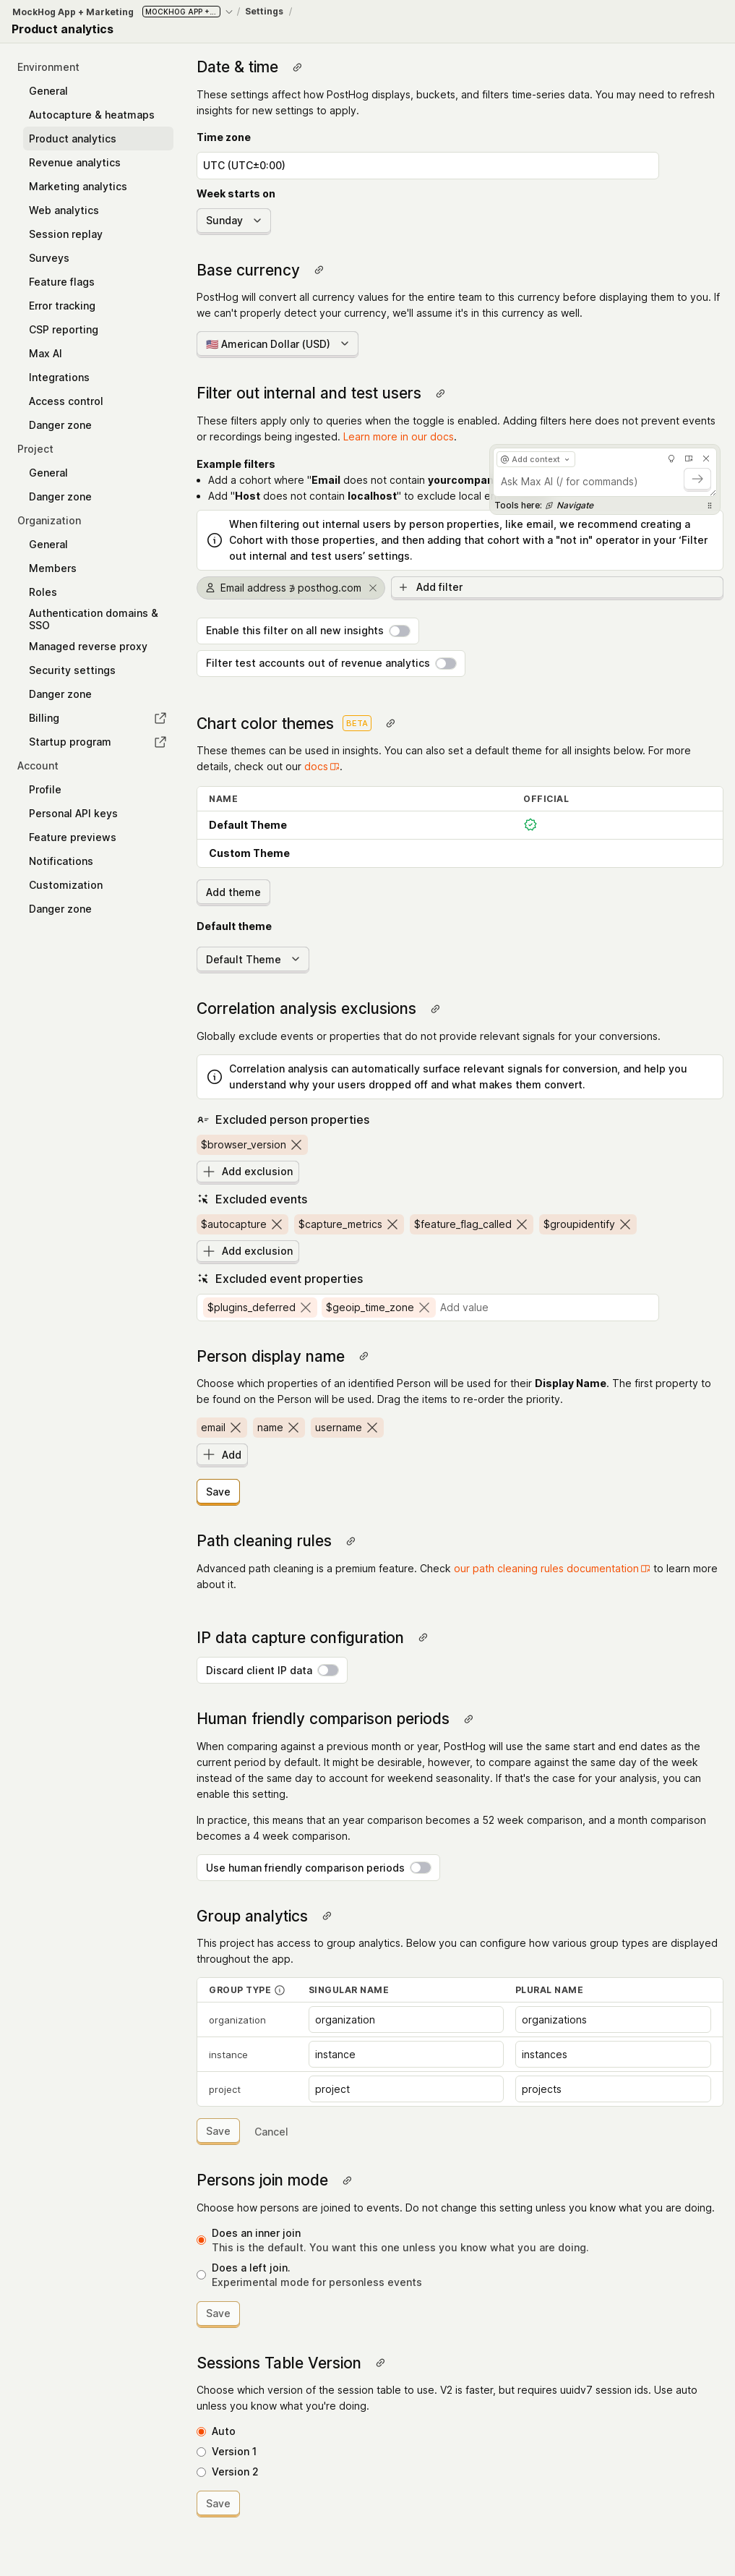 MockHog App + Marketing MOCKHOG APP +... / Settings /
Product analytics
Environment
General
Autocapture & heatmaps
Product analytics
Revenue analytics
Marketing analytics
Web analytics
Session replay
Surveys
Feature flags
Error tracking
CSP reporting
Max AI
Integrations
Access control
Danger zone
Project
General
Danger zone
Organization
General
Members
Roles
Authentication domains &
SSO
Managed reverse proxy
Security settings
Danger zone
Billing
Startup program
Account
Profile
Personal API keys
Feature previews
Notifications
Customization
Danger zone
Date & time
These settings affect how PostHog displays, buckets, and filters time-series data. You may need to refresh
insights for new settings to apply.
Time zone
UTC (UTC±0:00)
Week starts on
Sunday
Base currency
PostHog will convert all currency values for the entire team to this currency before displaying them to you. If
we can't properly detect your currency, we'll assume it's in this currency as well.
🇺🇸 American Dollar (USD)
Filter out internal and test users
These filters apply only to queries when the toggle is enabled. Adding filters here does not prevent events
or recordings being ingested. Learn more in our docs.
Example filters
Add a cohort where "Email does not contain yourcompan
Add "Host does not contain localhost" to exclude local e
@ Add context
Ask Max AI (/ for commands)
Tools here: Navigate
When filtering out internal users by person properties, like email, we recommend creating a
Cohort with those properties, and then adding that cohort with a "not in" operator in your ‘Filter
out internal and test users’ settings.
Email address ∌ posthog.com
Add filter
Enable this filter on all new insights
Filter test accounts out of revenue analytics
Chart color themes BETA
These themes can be used in insights. You can also set a default theme for all insights below. For more
details, check out our docs.
NAME OFFICIAL
Default Theme
Custom Theme
Add theme
Default theme
Default Theme
Correlation analysis exclusions
Globally exclude events or properties that do not provide relevant signals for your conversions.
Correlation analysis can automatically surface relevant signals for conversion, and help you
understand why your users dropped off and what makes them convert.
Excluded person properties
$browser_version
Add exclusion
Excluded events
$autocapture $capture_metrics $feature_flag_called $groupidentify
Add exclusion
Excluded event properties
$plugins_deferred $geoip_time_zone Add value
Person display name
Choose which properties of an identified Person will be used for their Display Name. The first property to
be found on the Person will be used. Drag the items to re-order the priority.
email name username
Add
Save
Path cleaning rules
Advanced path cleaning is a premium feature. Check our path cleaning rules documentation to learn more
about it.
IP data capture configuration
Discard client IP data
Human friendly comparison periods
When comparing against a previous month or year, PostHog will use the same start and end dates as the
current period by default. It might be desirable, however, to compare against the same day of the week
instead of the same day to account for weekend seasonality. If that's the case for your analysis, you can
enable this setting.
In practice, this means that an year comparison becomes a 52 week comparison, and a month comparison
becomes a 4 week comparison.
Use human friendly comparison periods
Group analytics
This project has access to group analytics. Below you can configure how various group types are displayed
throughout the app.
GROUP TYPE SINGULAR NAME PLURAL NAME
organization organization organizations
instance instance instances
project project projects
Save Cancel
Persons join mode
Choose how persons are joined to events. Do not change this setting unless you know what you are doing.
Does an inner join
This is the default. You want this one unless you know what you are doing.
Does a left join.
Experimental mode for personless events
Save
Sessions Table Version
Choose which version of the session table to use. V2 is faster, but requires uuidv7 session ids. Use auto
unless you know what you're doing.
Auto
Version 1
Version 2
Save